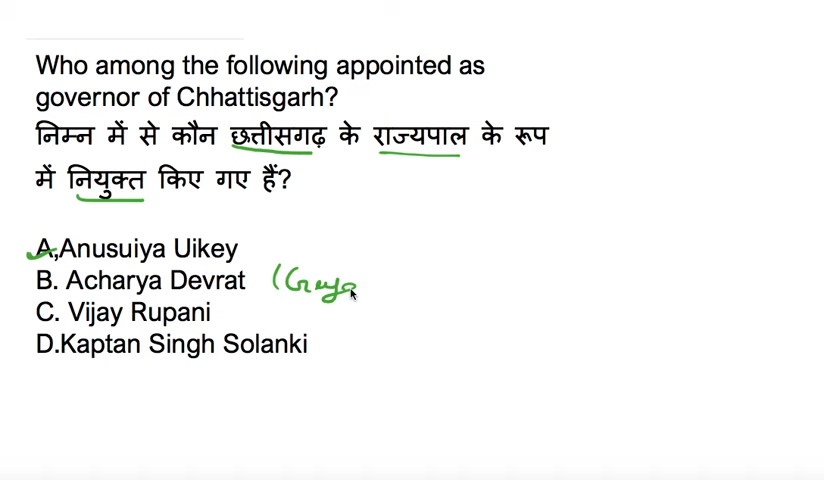 Who among the following appointed as
governor of Chhattisgarh?
निम्न में से कौन छत्तीसगढ़ के राज्यपाल के रूप
में नियुक्त किए गए हैं?
A,Anusuiya Uikey
B. Acharya Devrat
C. Vijay Rupani
D.Kaptan Singh Solanki